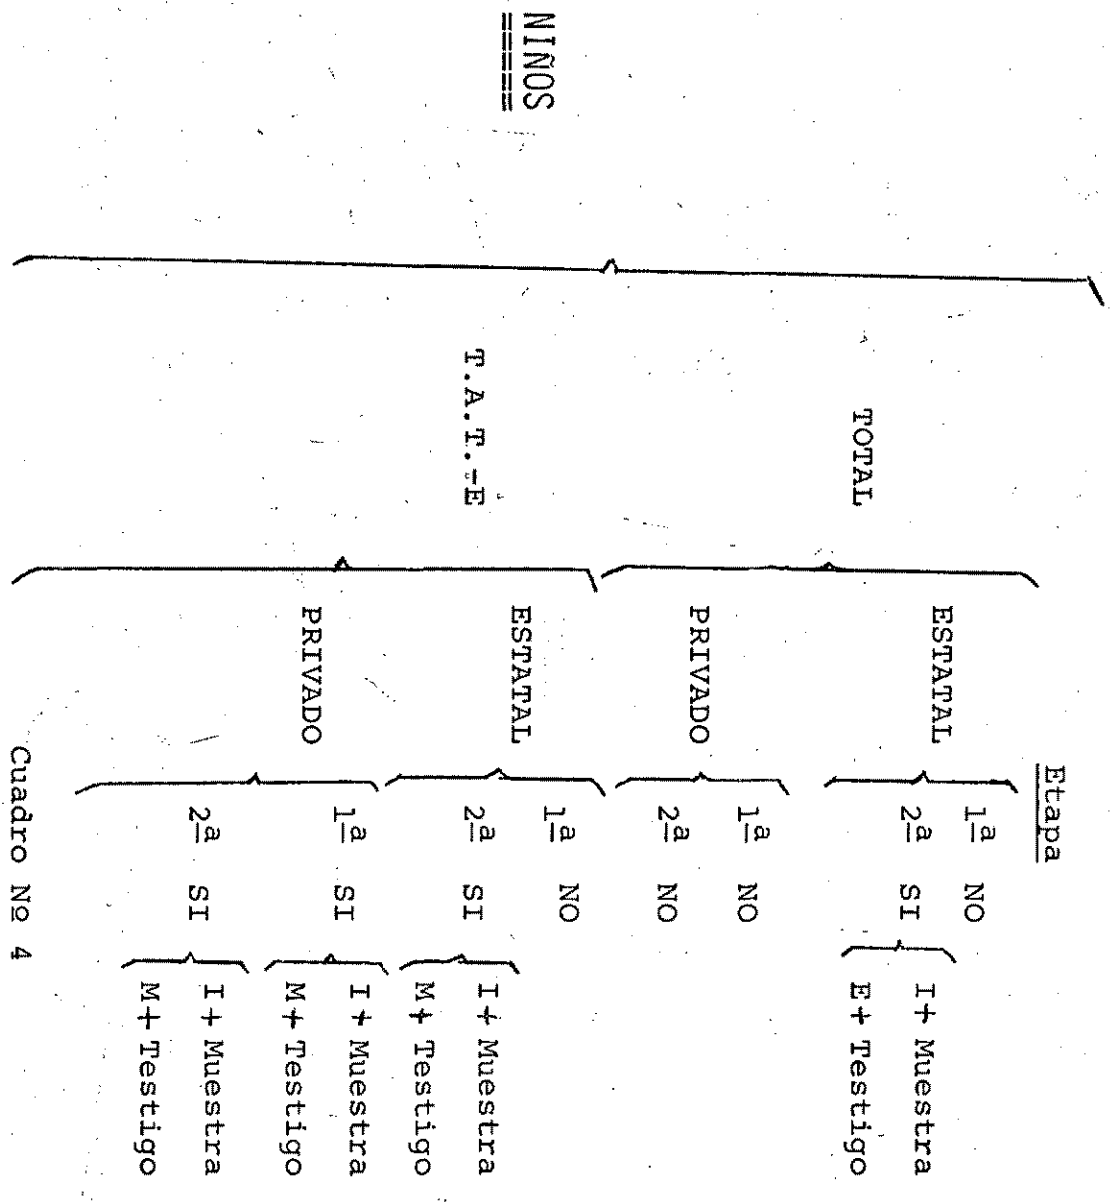 NIÑOS
Etapa
TOTAL
ESTATAL
1ª NO
2ª SI
I+ Muestra
E+ Testigo
PRIVADO
1ª NO
2ª NO
T.A.T.-E
ESTATAL
1ª NO
2ª SI
I+ Muestra
M+ Testigo
PRIVADO
1ª SI
I+ Muestra
M+ Testigo
2ª SI
I+ Muestra
M+ Testigo
Cuadro Nº 4